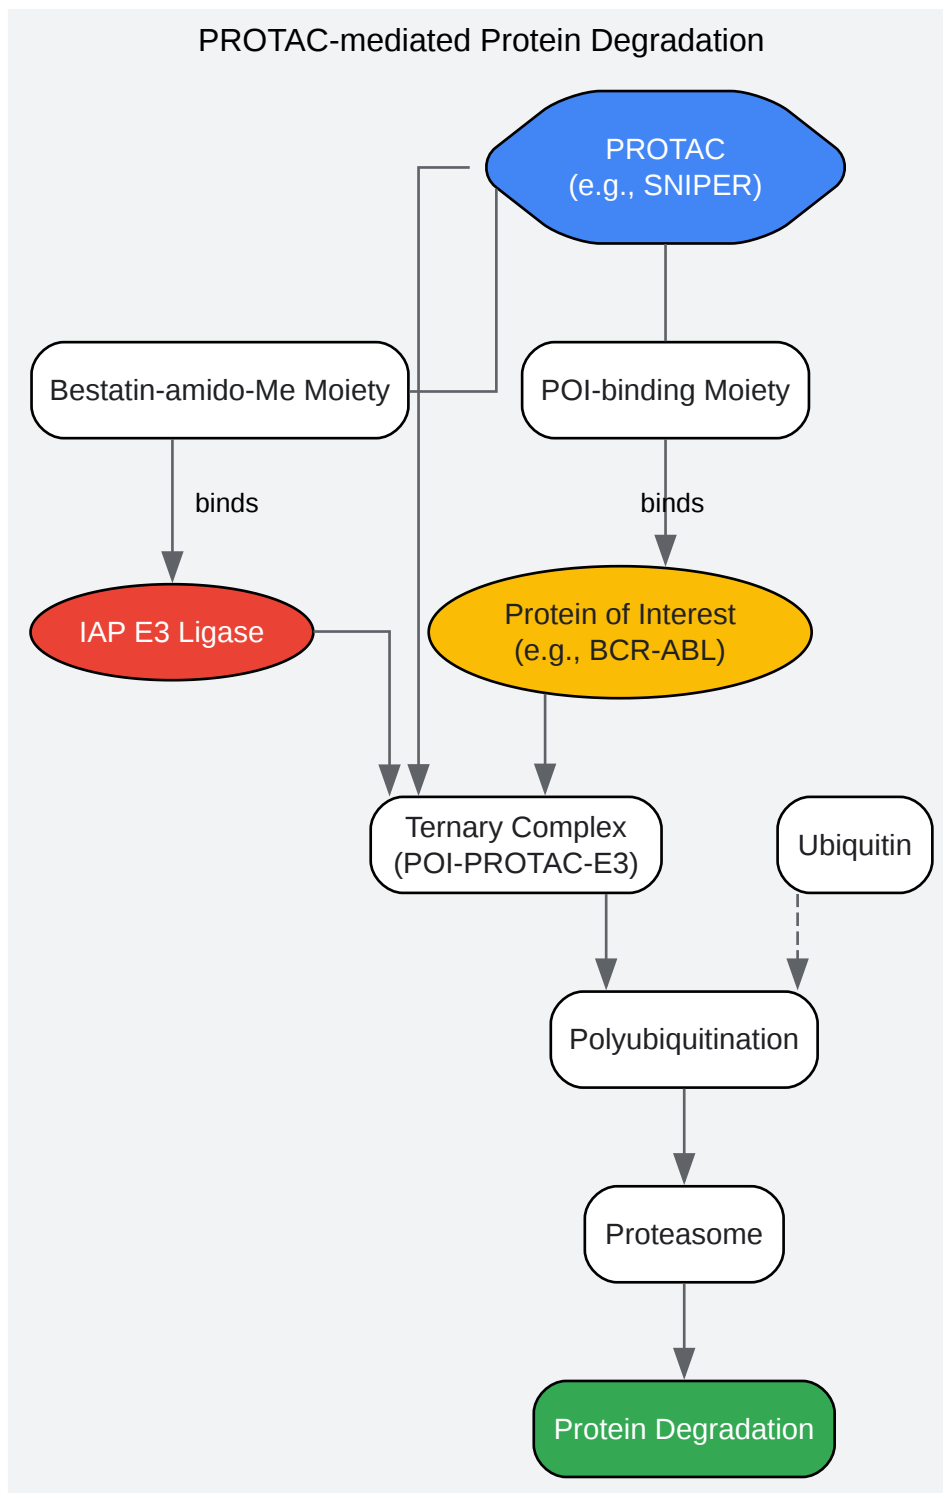 PROTAC-mediated Protein Degradation
PROTAC
(e.g., SNIPER)
Bestatin-amido-Me Moiety
POI-binding Moiety
binds
binds
IAP E3 Ligase
Protein of Interest
(e.g., BCR-ABL)
Ternary Complex
(POI-PROTAC-E3)
Ubiquitin
Polyubiquitination
Proteasome
Protein Degradation